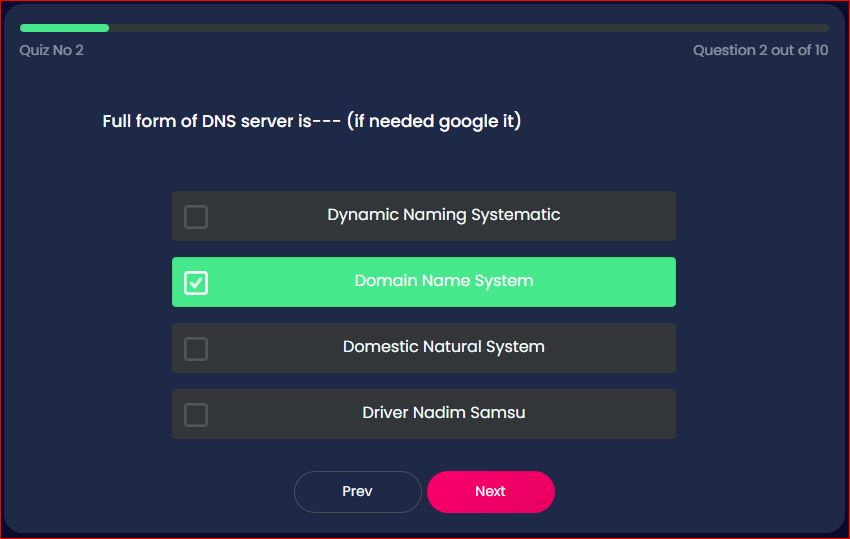 Quiz No 2
Question 2 out of 10
Full form of DNS server is--- (if needed google it)
Dynamic Naming Systematic
Domain Name System
Domestic Natural System
Driver Nadim Samsu
Prev
Next